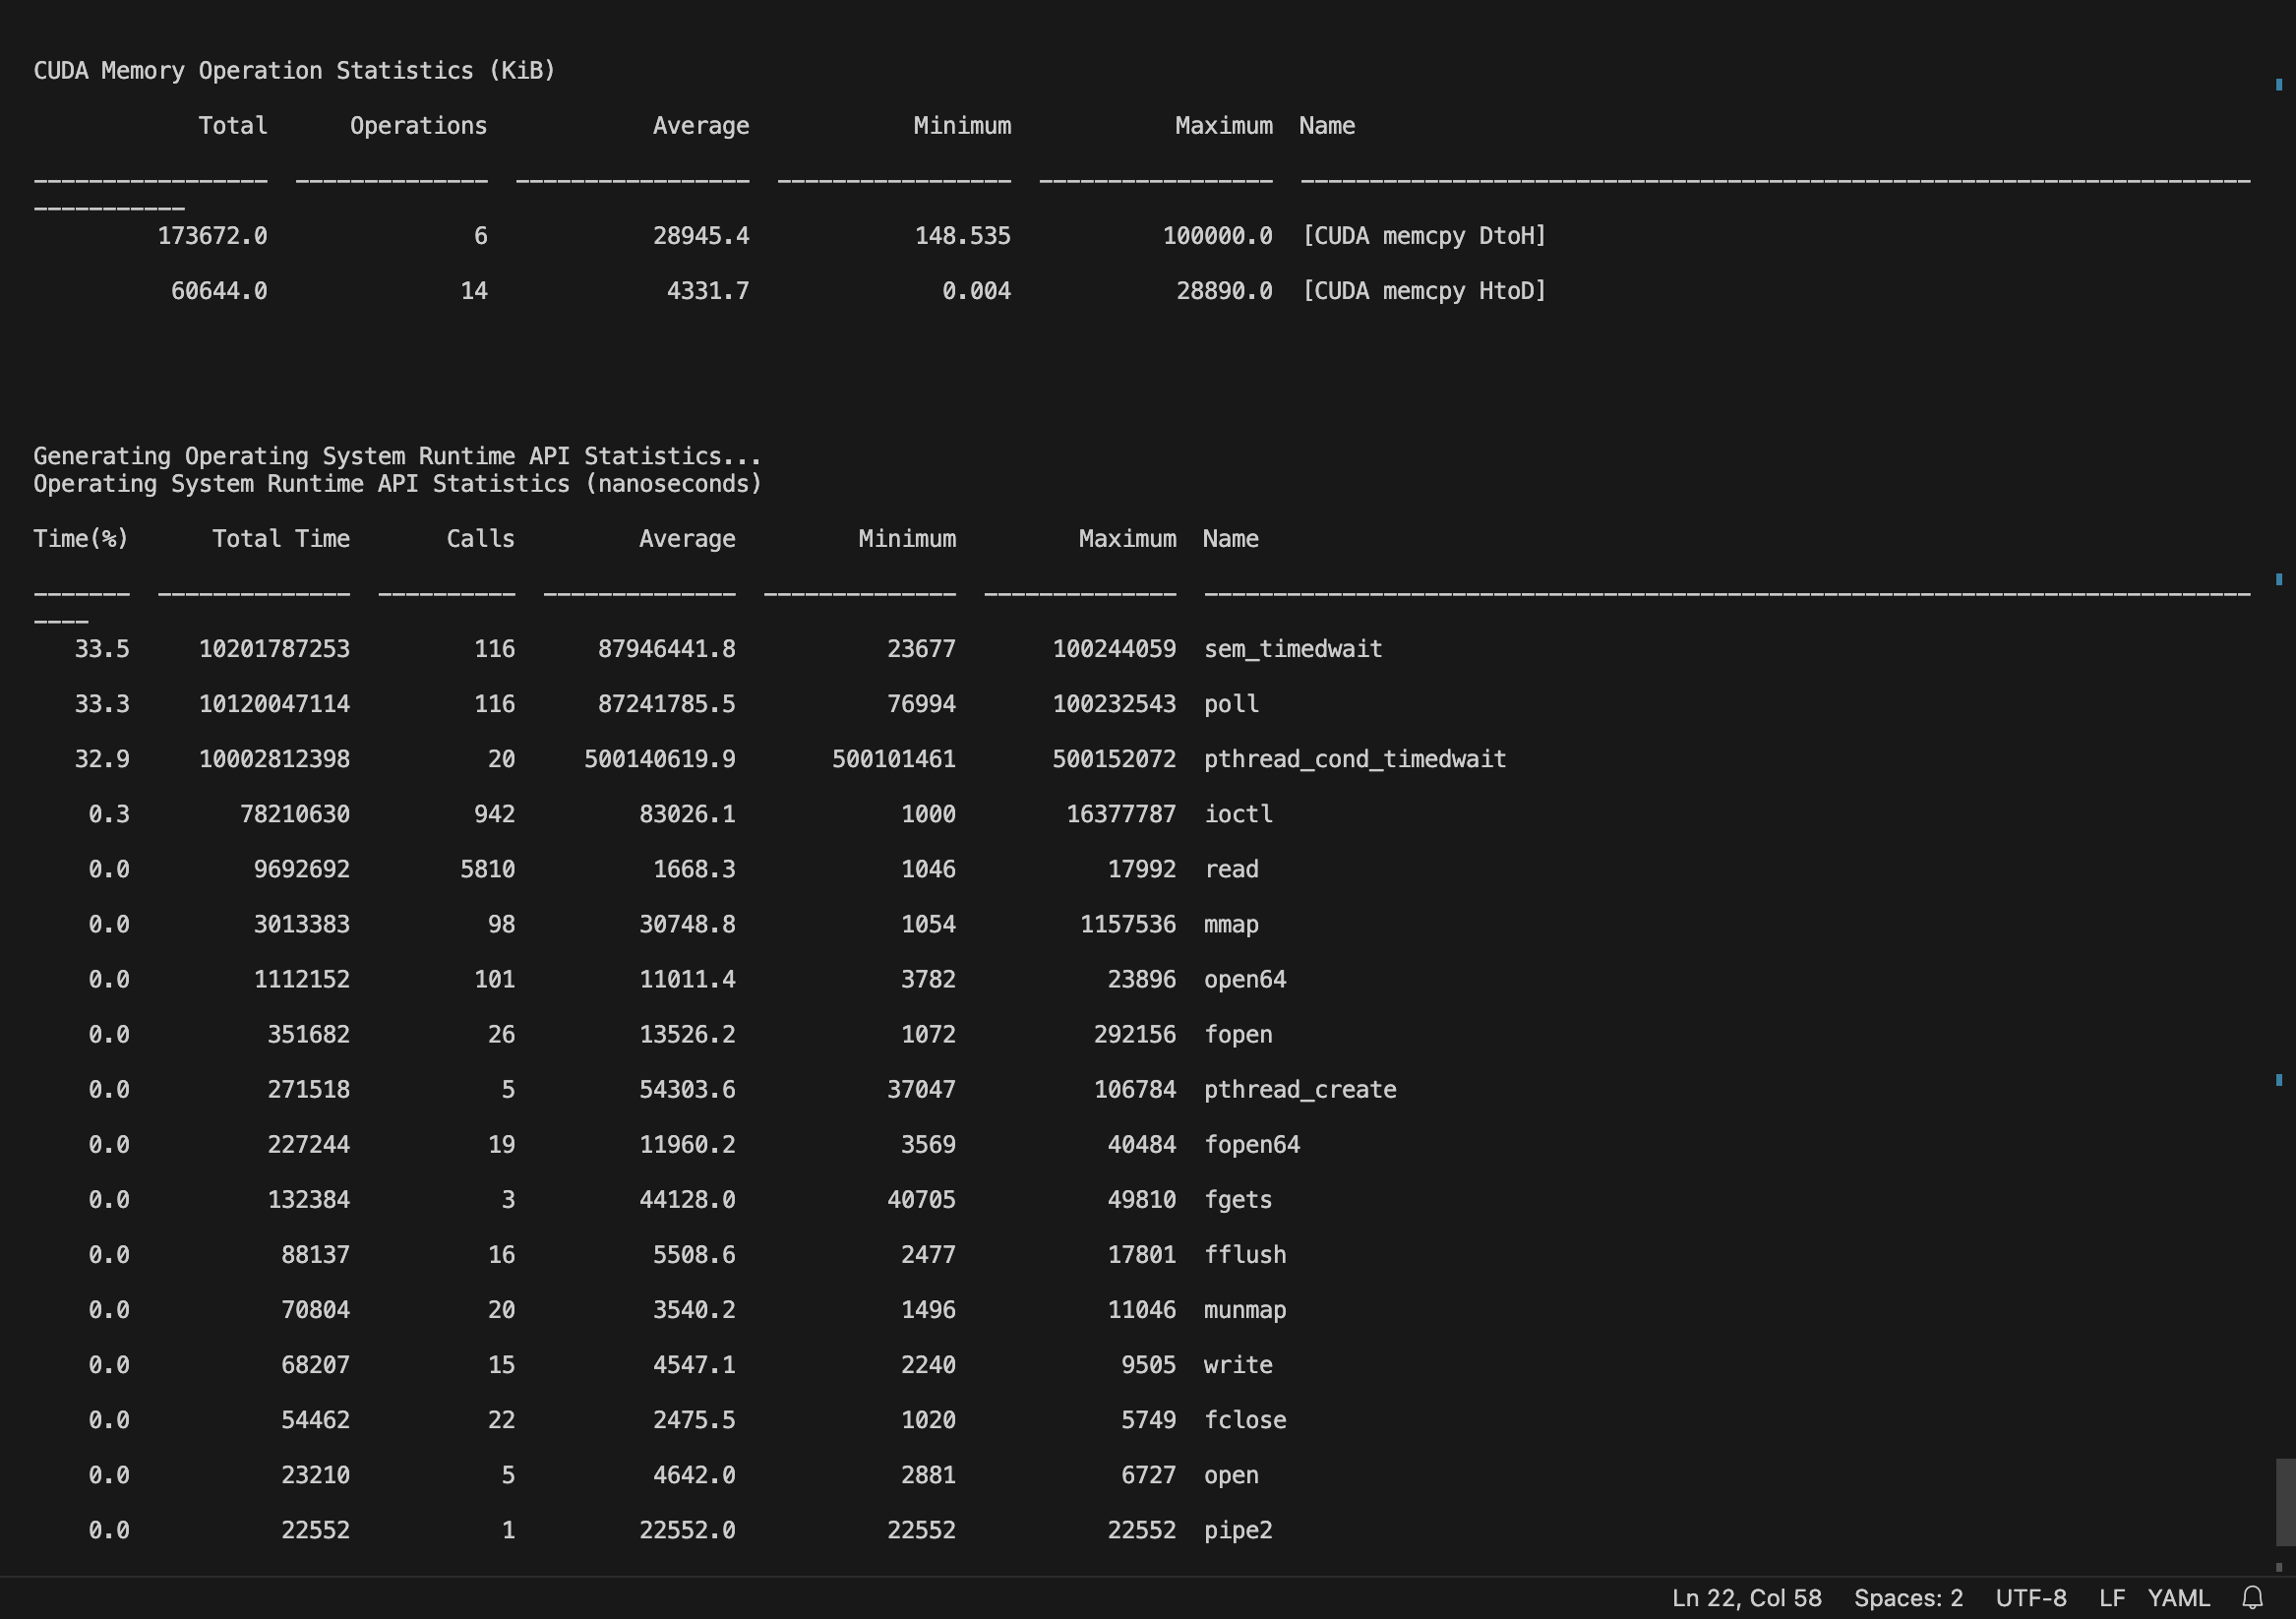 CUDA Memory Operation Statistics (KiB)
Total Operations Average Minimum Maximum Name
----------------- -------------- ----------------- ----------------- ----------------- ---------------------------------------------------------------------
-----------
173672.0 6 28945.4 148.535 100000.0 [CUDA memcpy DtoH]
60644.0 14 4331.7 0.004 28890.0 [CUDA memcpy HtoD]
Generating Operating System Runtime API Statistics...
Operating System Runtime API Statistics (nanoseconds)
Time(%) Total Time Calls Average Minimum Maximum Name
------- -------------- ---------- -------------- -------------- -------------- ----------------------------------------------------------------------------
----
33.5 10201787253 116 87946441.8 23677 100244059 sem_timedwait
33.3 10120047114 116 87241785.5 76994 100232543 poll
32.9 10002812398 20 500140619.9 500101461 500152072 pthread_cond_timedwait
0.3 78210630 942 83026.1 1000 16377787 ioctl
0.0 9692692 5810 1668.3 1046 17992 read
0.0 3013383 98 30748.8 1054 1157536 mmap
0.0 1112152 101 11011.4 3782 23896 open64
0.0 351682 26 13526.2 1072 292156 fopen
0.0 271518 5 54303.6 37047 106784 pthread_create
0.0 227244 19 11960.2 3569 40484 fopen64
0.0 132384 3 44128.0 40705 49810 fgets
0.0 88137 16 5508.6 2477 17801 fflush
0.0 70804 20 3540.2 1496 11046 munmap
0.0 68207 15 4547.1 2240 9505 write
0.0 54462 22 2475.5 1020 5749 fclose
0.0 23210 5 4642.0 2881 6727 open
0.0 22552 1 22552.0 22552 22552 pipe2
Ln 22, Col 58 Spaces: 2 UTF-8 LF YAML